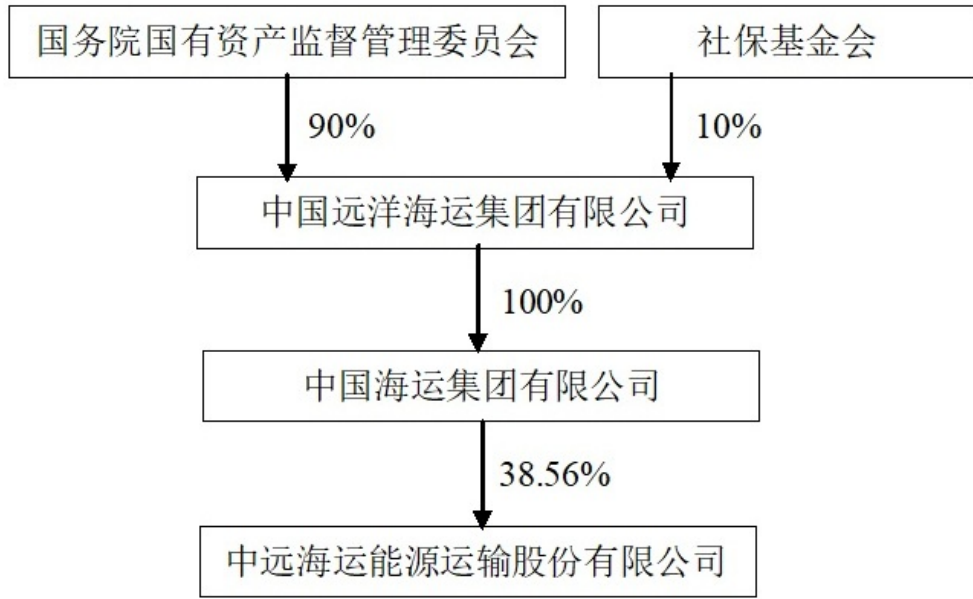 国务院国有资产监督管理委员会
社保基金会
90%
10%
中国远洋海运集团有限公司
100%
中国海运集团有限公司
38.56%
中远海运能源运输股份有限公司